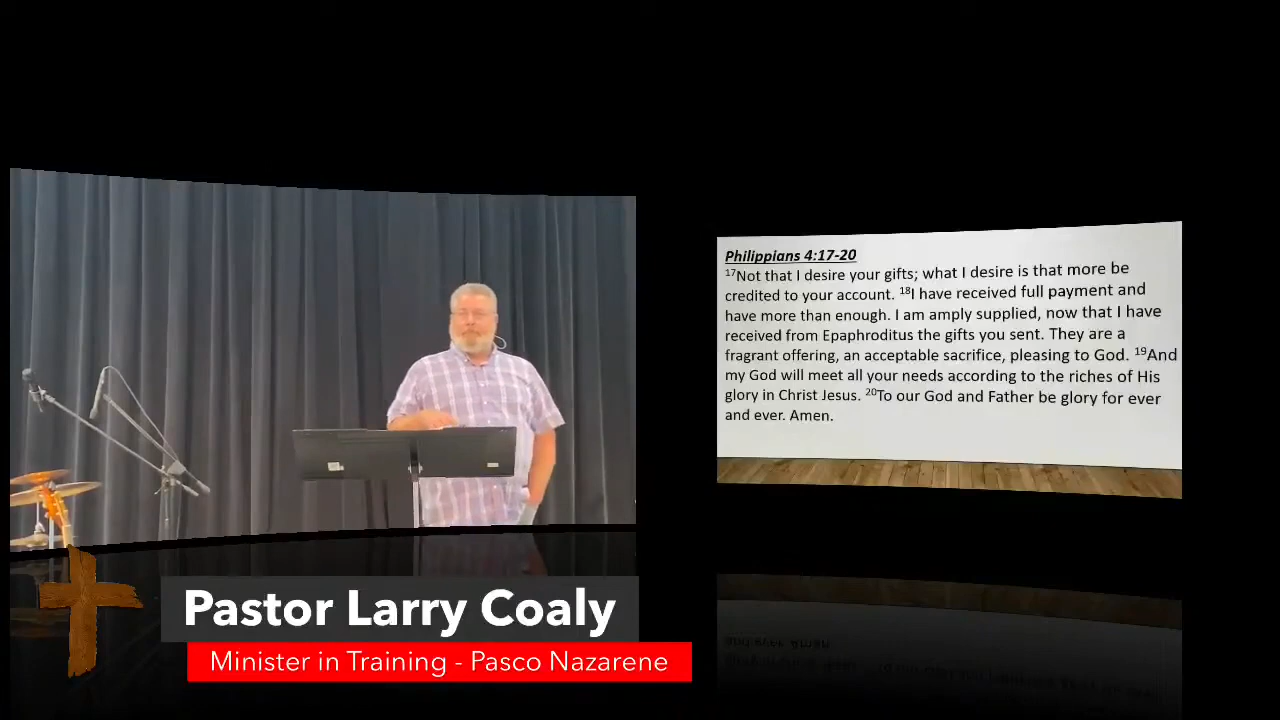 Philippians 4:17-20
17Not that I desire your gifts; what I desire is that more be
credited to your account. 18I have received full payment and
have more than enough. I am amply supplied, now that I have
received from Epaphroditus the gifts you sent. They are a
fragrant offering, an acceptable sacrifice, pleasing to God. 19And
my God will meet all your needs according to the riches of His
glory in Christ Jesus. 20To our God and Father be glory for ever
and ever. Amen.
Pastor Larry Coaly
Minister in Training - Pasco Nazarene